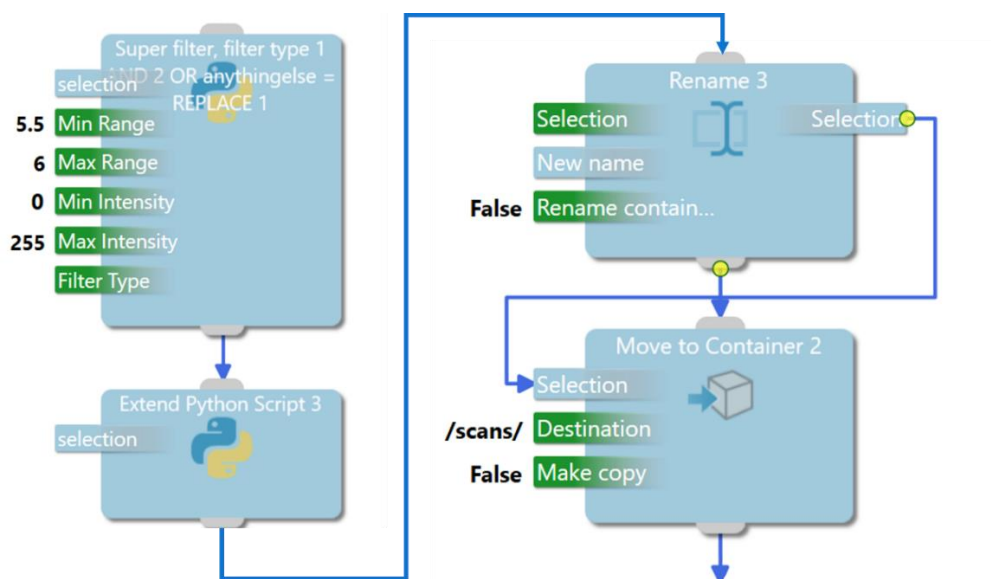 Super filter, filter type 1
AND 2 OR anythingelse =
REPLACE 1
selection
5.5 Min Range
6 Max Range
0 Min Intensity
255 Max Intensity
Filter Type
Extend Python Script 3
selection
Rename 3
Selection Selection
New name
False Rename contain...
Move to Container 2
Selection
/scans/ Destination
False Make copy